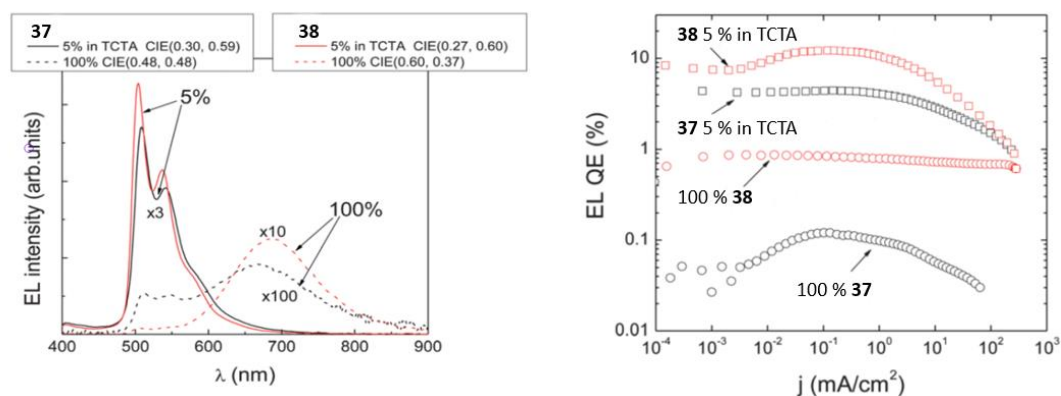 37 38
5% in TCTA CIE(0.30, 0.59) 5% in TCTA CIE(0.27, 0.60)
100% CIE(0.48, 0.48) 100% CIE(0.60, 0.37)
5%
x3
100%
x10
x100
EL intensity (arb.units)
400 500 600 700 800 900
λ (nm)
10
1
0.1
0.01
EL QE (%)
38 5 % in TCTA
37 5 % in TCTA
100 % 38
100 % 37
10⁻⁴ 10⁻³ 10⁻² 10⁻¹ 10⁰ 10¹ 10² 10³
j (mA/cm²)